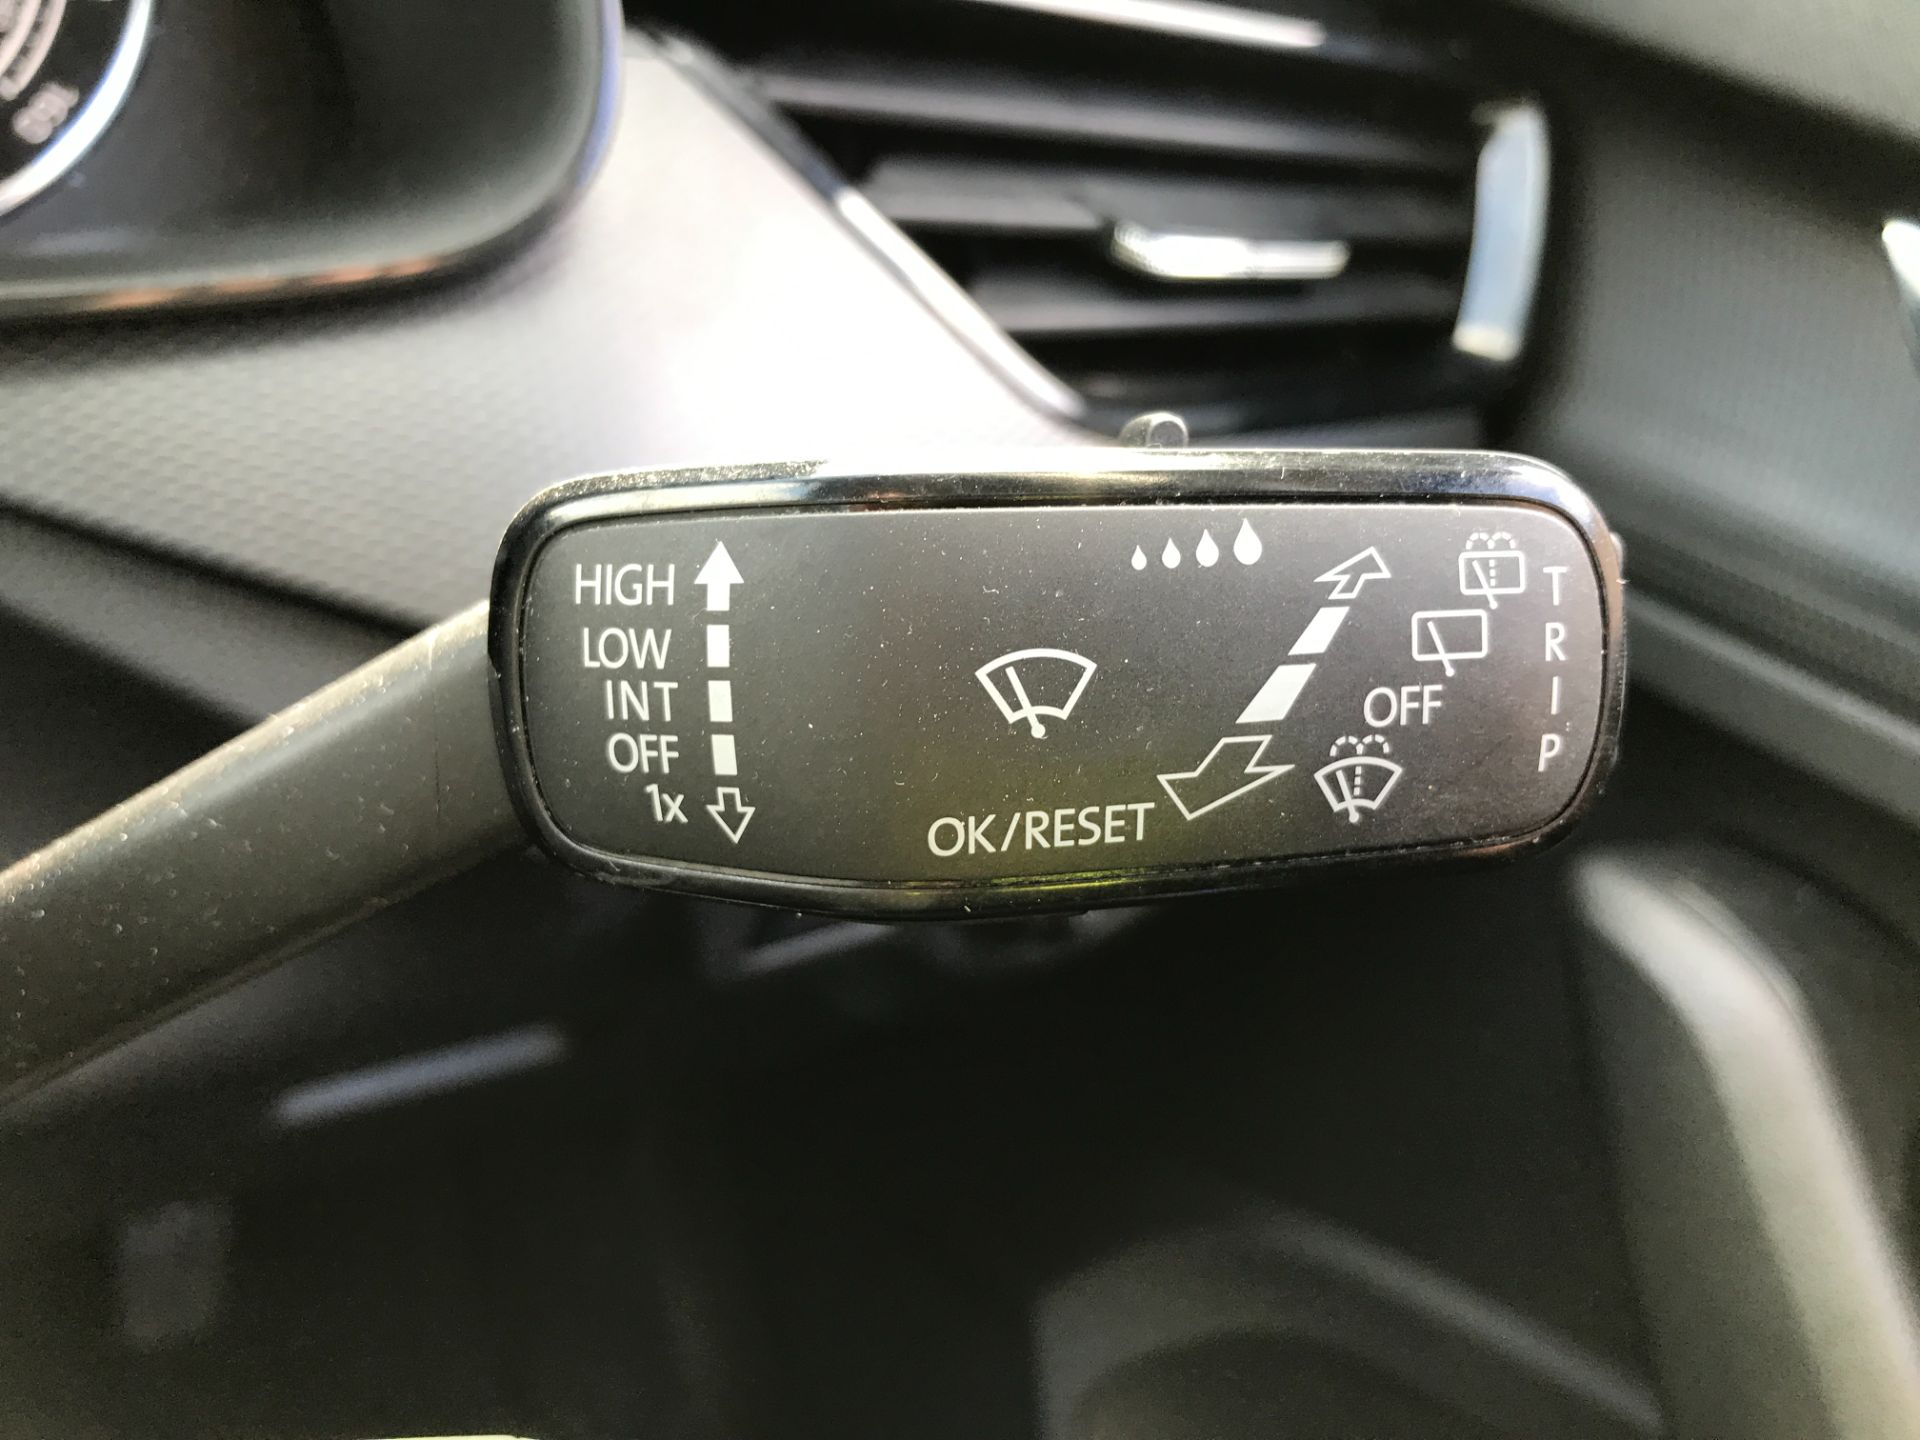 HIGH
LOW
INT
OFF
1x
OK/RESET
OFF
TRIP